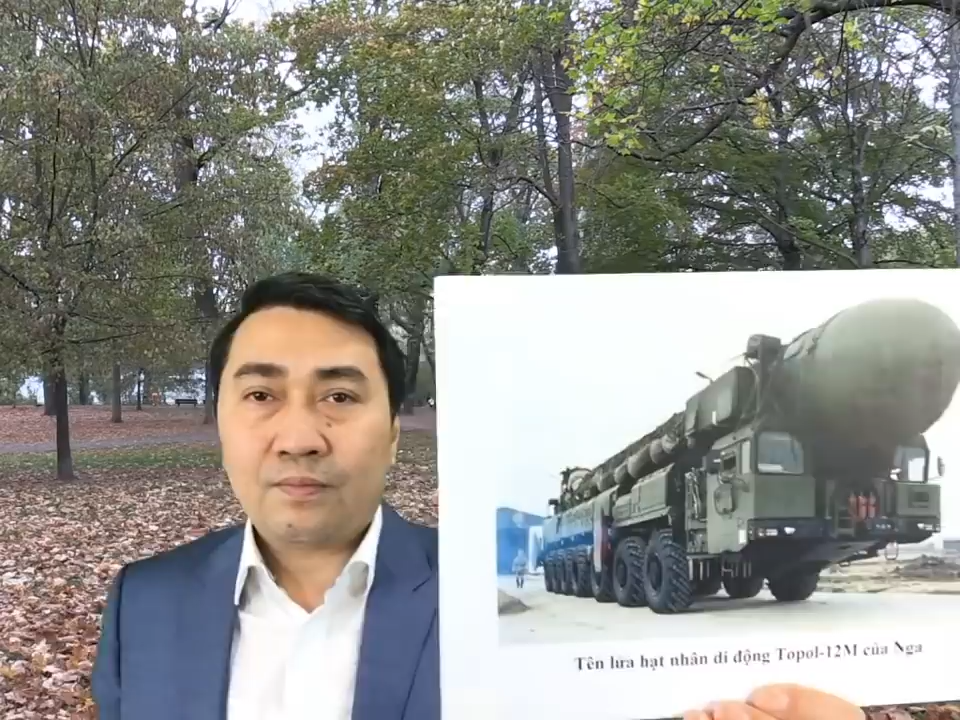 Tên lửa hạt nhân di động Topol-12M của Nga